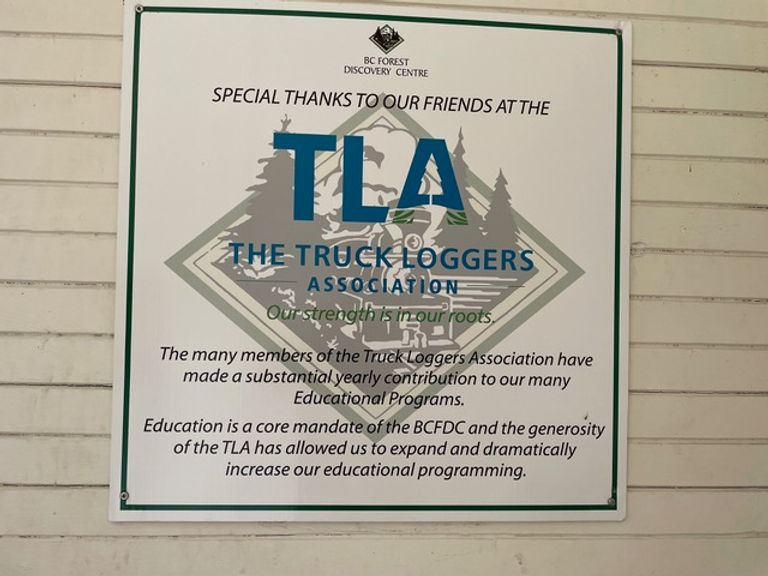 BC FOREST
DISCOVERY CENTRE
SPECIAL THANKS TO OUR FRIENDS AT THE
TLA
THE TRUCK LOGGERS
ASSOCIATION
Our strength is in our roots.
The many members of the Truck Loggers Association have
made a substantial yearly contribution to our many
Educational Programs.
Education is a core mandate of the BCFDC and the generosity
of the TLA has allowed us to expand and dramatically
increase our educational programming.